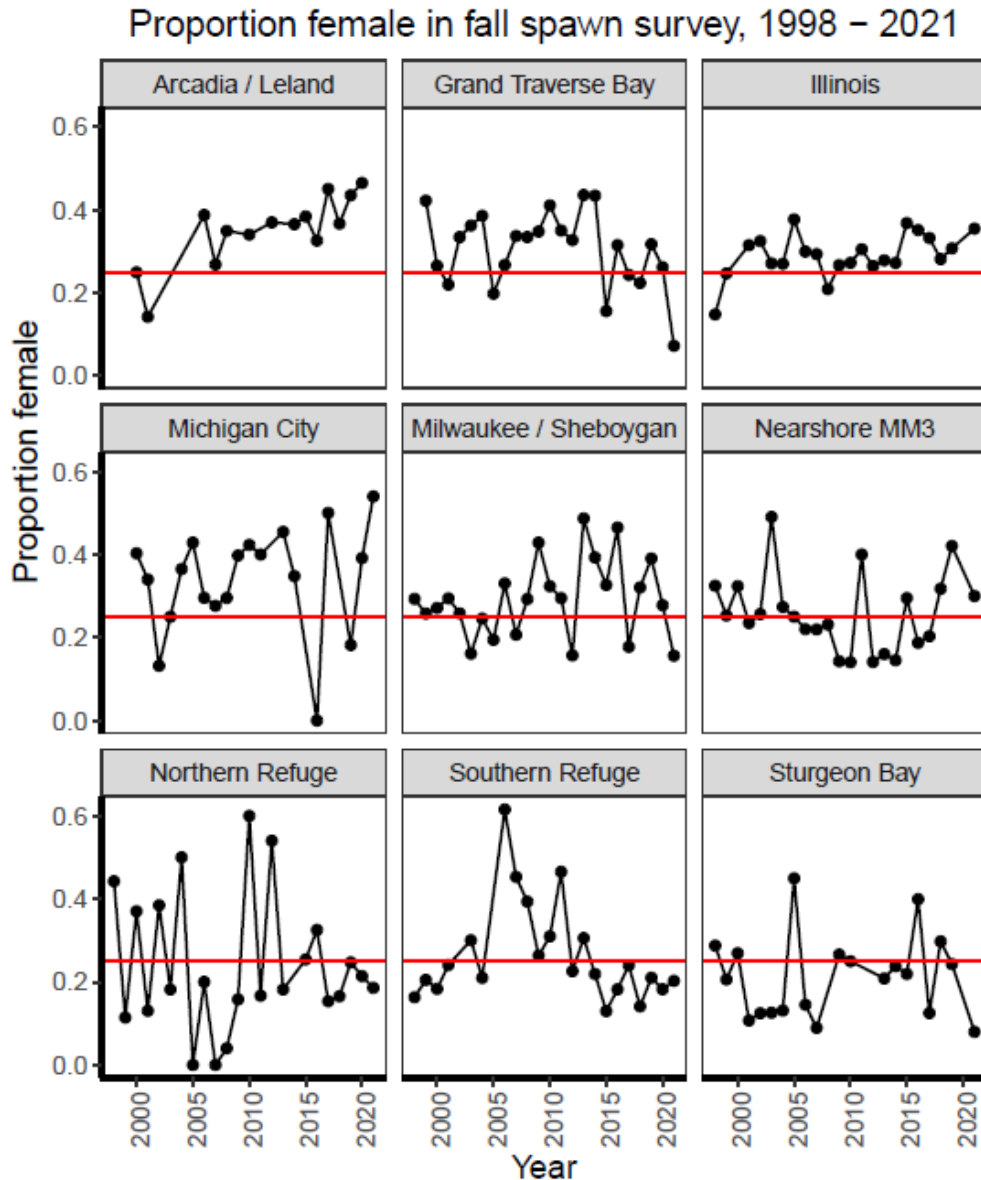 Proportion female in fall spawn survey, 1998 − 2021
Arcadia / Leland
Grand Traverse Bay
Illinois
0.6
0.4
0.2
0.0
Michigan City
Milwaukee / Sheboygan
Nearshore MM3
0.6
0.4
0.2
0.0
Northern Refuge
Southern Refuge
Sturgeon Bay
0.6
0.4
0.2
0.0
Proportion female
2000 2005 2010 2015 2020
2000 2005 2010 2015 2020
2000 2005 2010 2015 2020
Year